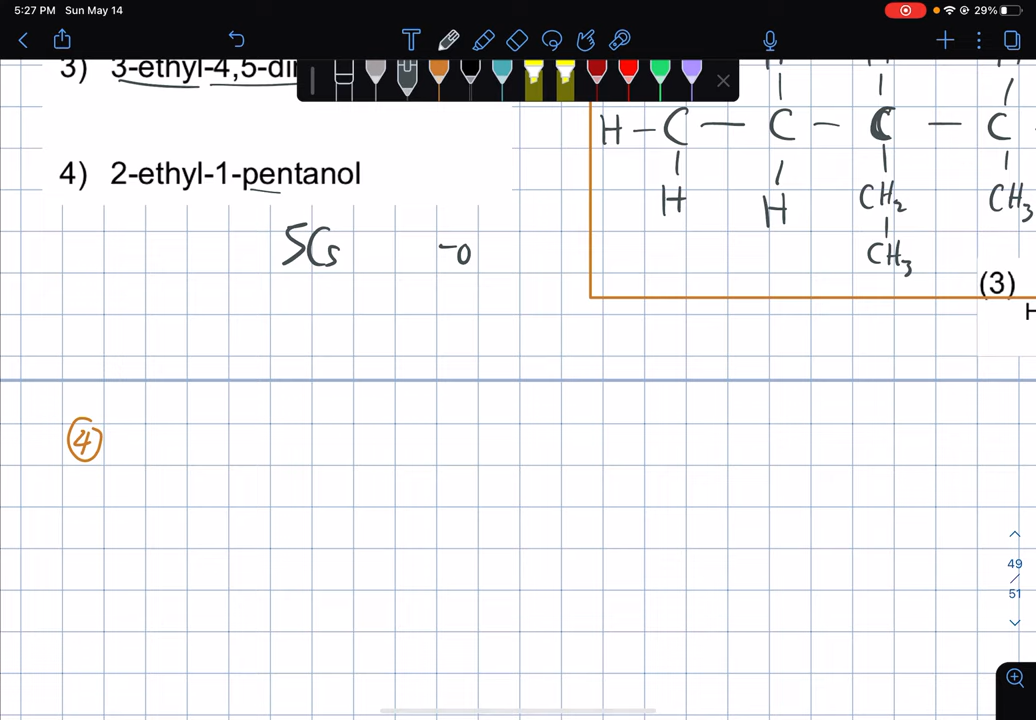 5:27 PM Sun May 14
29%
T
3) 3-ethyl-4,5-di
4) 2-ethyl-1-pentanol
5Cs -o
H – C — C – C — C
H H CH2 CH3
CH3
(3)
H
4
49
/
51